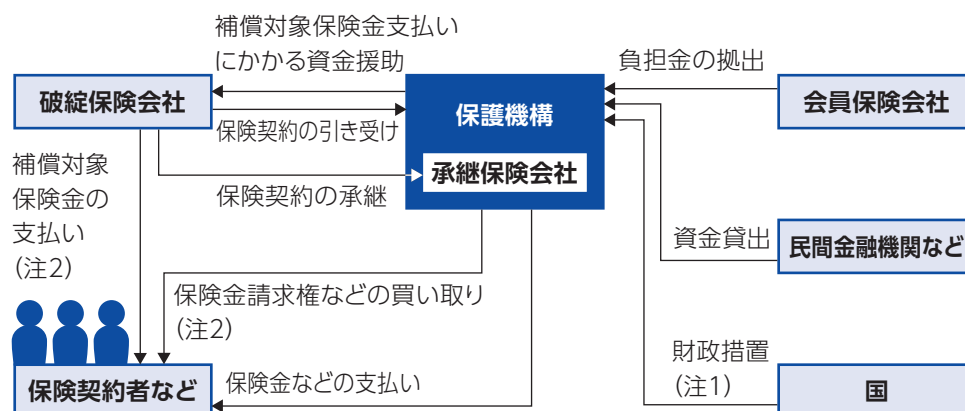 補償対象保険金支払い
にかかる資金援助
負担金の拠出
破綻保険会社
保護機構
会員保険会社
保険契約の引き受け
承継保険会社
補償対象
保険金の
支払い
(注2)
保険契約の承継
資金貸出
民間金融機関など
保険金請求権などの買い取り
(注2)
財政措置
(注1)
保険契約者など
保険金などの支払い
国